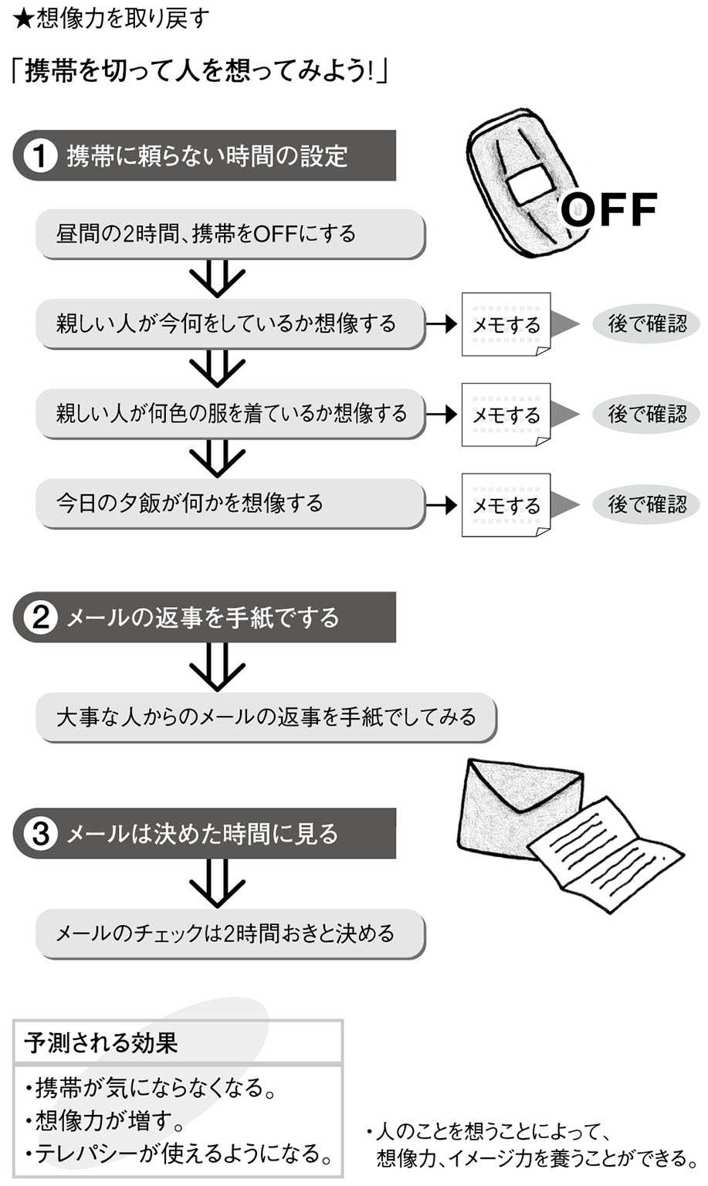 ★想像力を取り戻す
「携帯を切って人を想ってみよう!」
1 携帯に頼らない時間の設定
OFF
昼間の2時間、携帯をOFFにする
親しい人が今何をしているか想像する
メモする
後で確認
親しい人が何色の服を着ているか想像する
メモする
後で確認
今日の夕飯が何かを想像する
メモする
後で確認
2 メールの返事を手紙でする
大事な人からのメールの返事を手紙でしてみる
3 メールは決めた時間に見る
メールのチェックは2時間おきと決める
予測される効果
・携帯が気にならなくなる。
・想像力が増す。
・テレパシーが使えるようになる。
・人のことを想うことによって、
想像力、イメージ力を養うことができる。